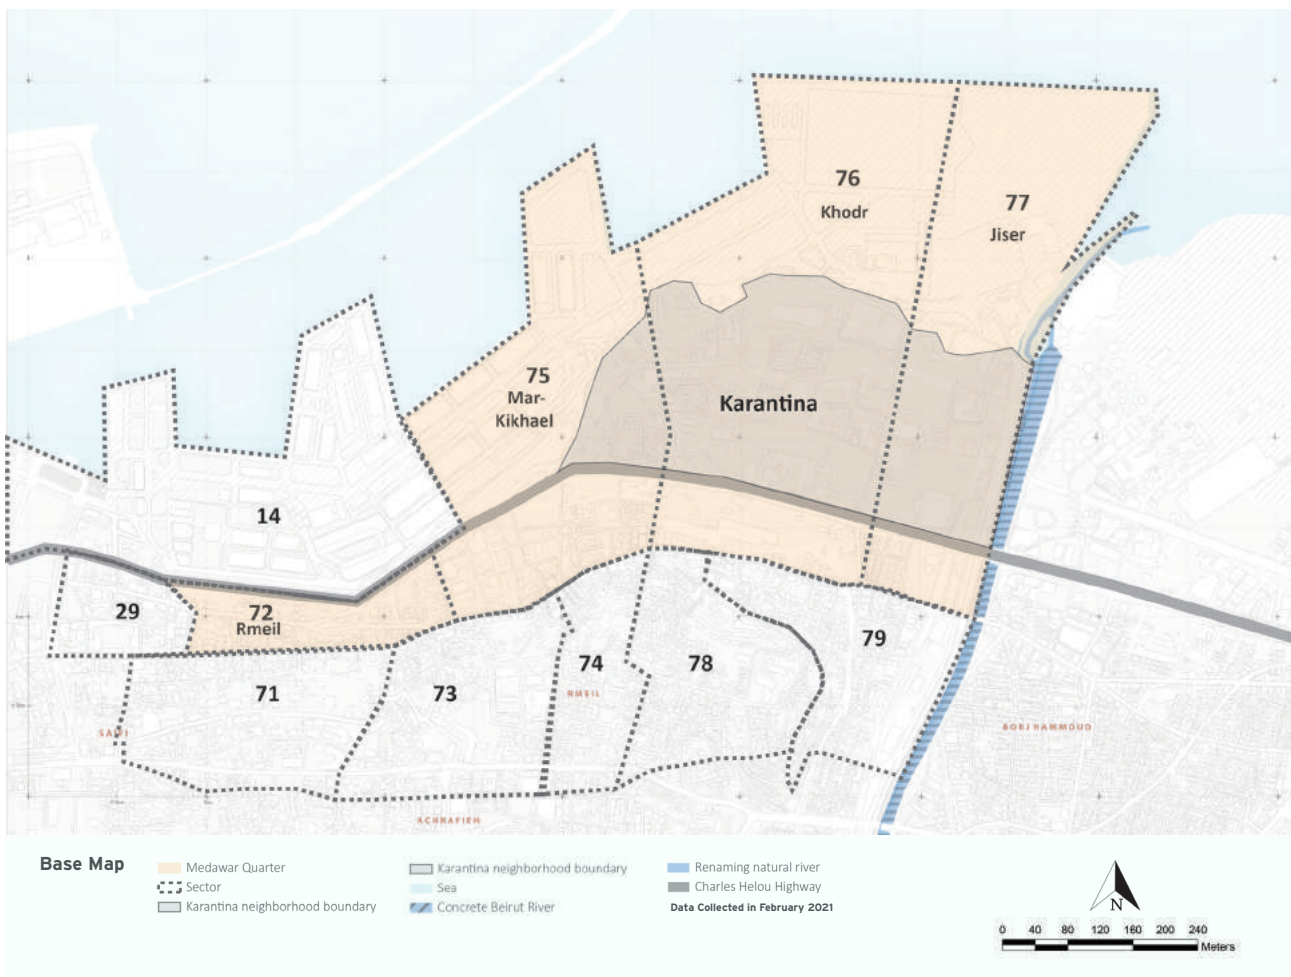 76
Khodr
77
Jiser
75
Mar-
Kikhael
Karantina
14
29
72
Rmeil
71
73
74
RMEIL
78
79
SAIFI
BORJ HAMMOUD
ACHRAFIEH
Base Map
Medawar Quarter
Sector
Karantina neighborhood boundary
Karantina neighborhood boundary
Sea
Concrete Beirut River
Renaming natural river
Charles Helou Highway
Data Collected in February 2021
N
0 40 80 120 160 200 240
Meters